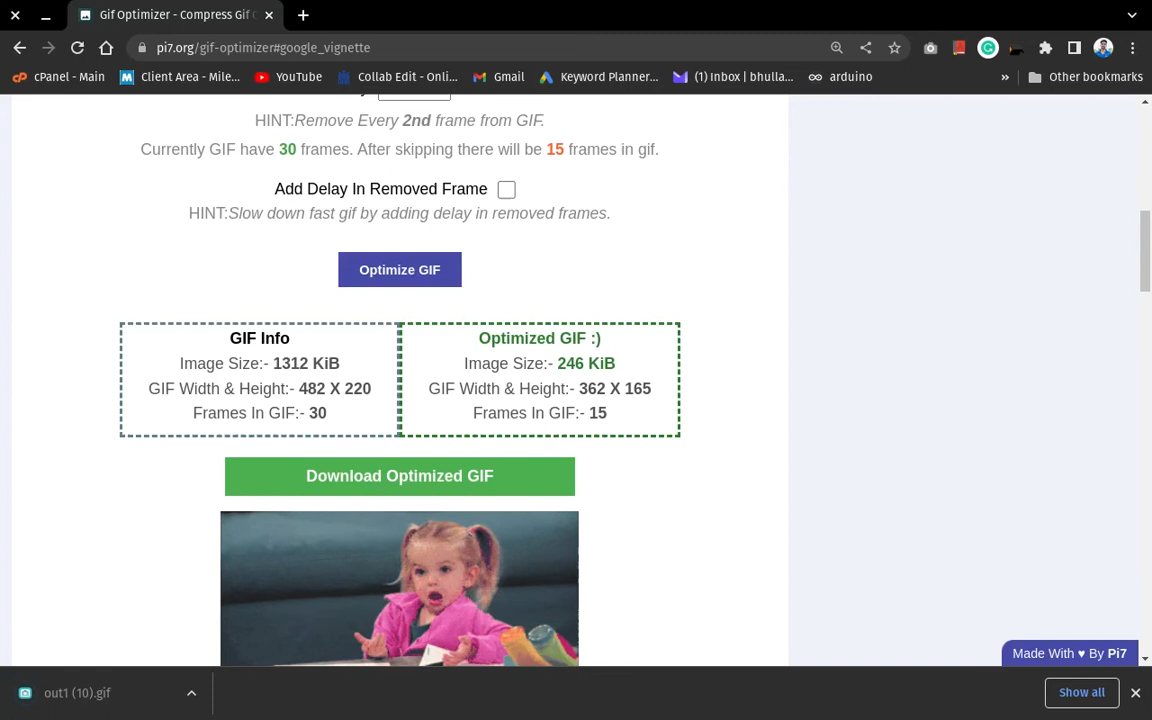 Gif Optimizer - Compress Gif
pi7.org/gif-optimizer#google_vignette
cPanel - Main
Client Area - Mile...
YouTube
Collab Edit - Onli...
Gmail
Keyword Planner...
(1) Inbox | bhulla...
arduino
»
Other bookmarks
HINT:Remove Every 2nd frame from GIF.
Currently GIF have 30 frames. After skipping there will be 15 frames in gif.
Add Delay In Removed Frame
HINT:Slow down fast gif by adding delay in removed frames.
Optimize GIF
GIF Info
Image Size:- 1312 KiB
GIF Width & Height:- 482 X 220
Frames In GIF:- 30
Optimized GIF :)
Image Size:- 246 KiB
GIF Width & Height:- 362 X 165
Frames In GIF:- 15
Download Optimized GIF
Made With ♥ By Pi7
out1 (10).gif
Show all